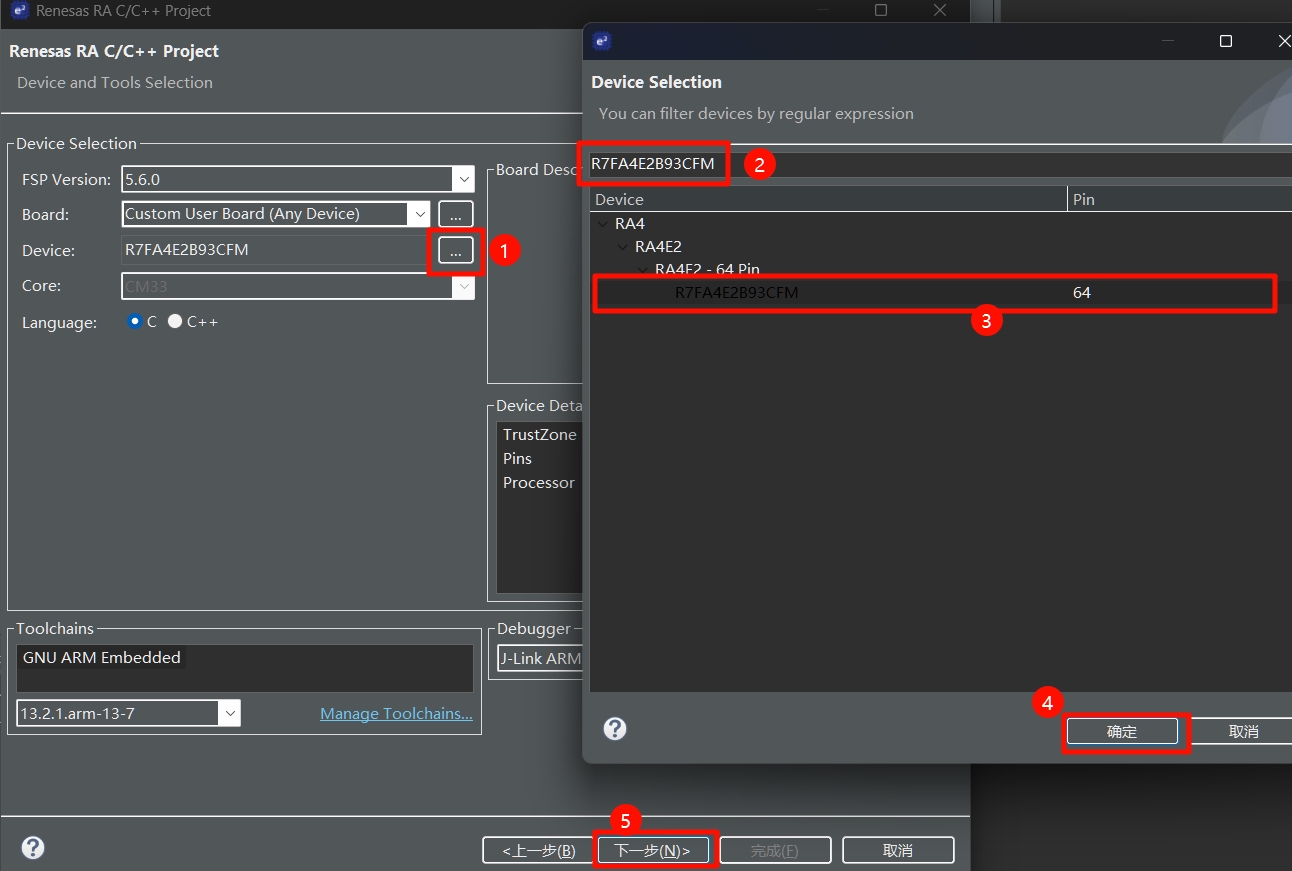 Renesas RA C/C++ Project
Renesas RA C/C++ Project
Device and Tools Selection
Device Selection
FSP Version:
5.6.0
Board:
Custom User Board (Any Device)
...
Device:
R7FA4E2B93CFM
...
1
Core:
CM33
Language:
C
C++
Board Desc
Device Deta
TrustZone
Pins
Processor
Toolchains
GNU ARM Embedded
13.2.1.arm-13-7
Manage Toolchains...
Debugger
J-Link ARM
<上一步(B)
5
下一步(N)>
完成(F)
取消
Device Selection
You can filter devices by regular expression
R7FA4E2B93CFM
2
Device
Pin
RA4
RA4E2
RA4E2 - 64 Pin
R7FA4E2B93CFM
64
3
4
确定
取消